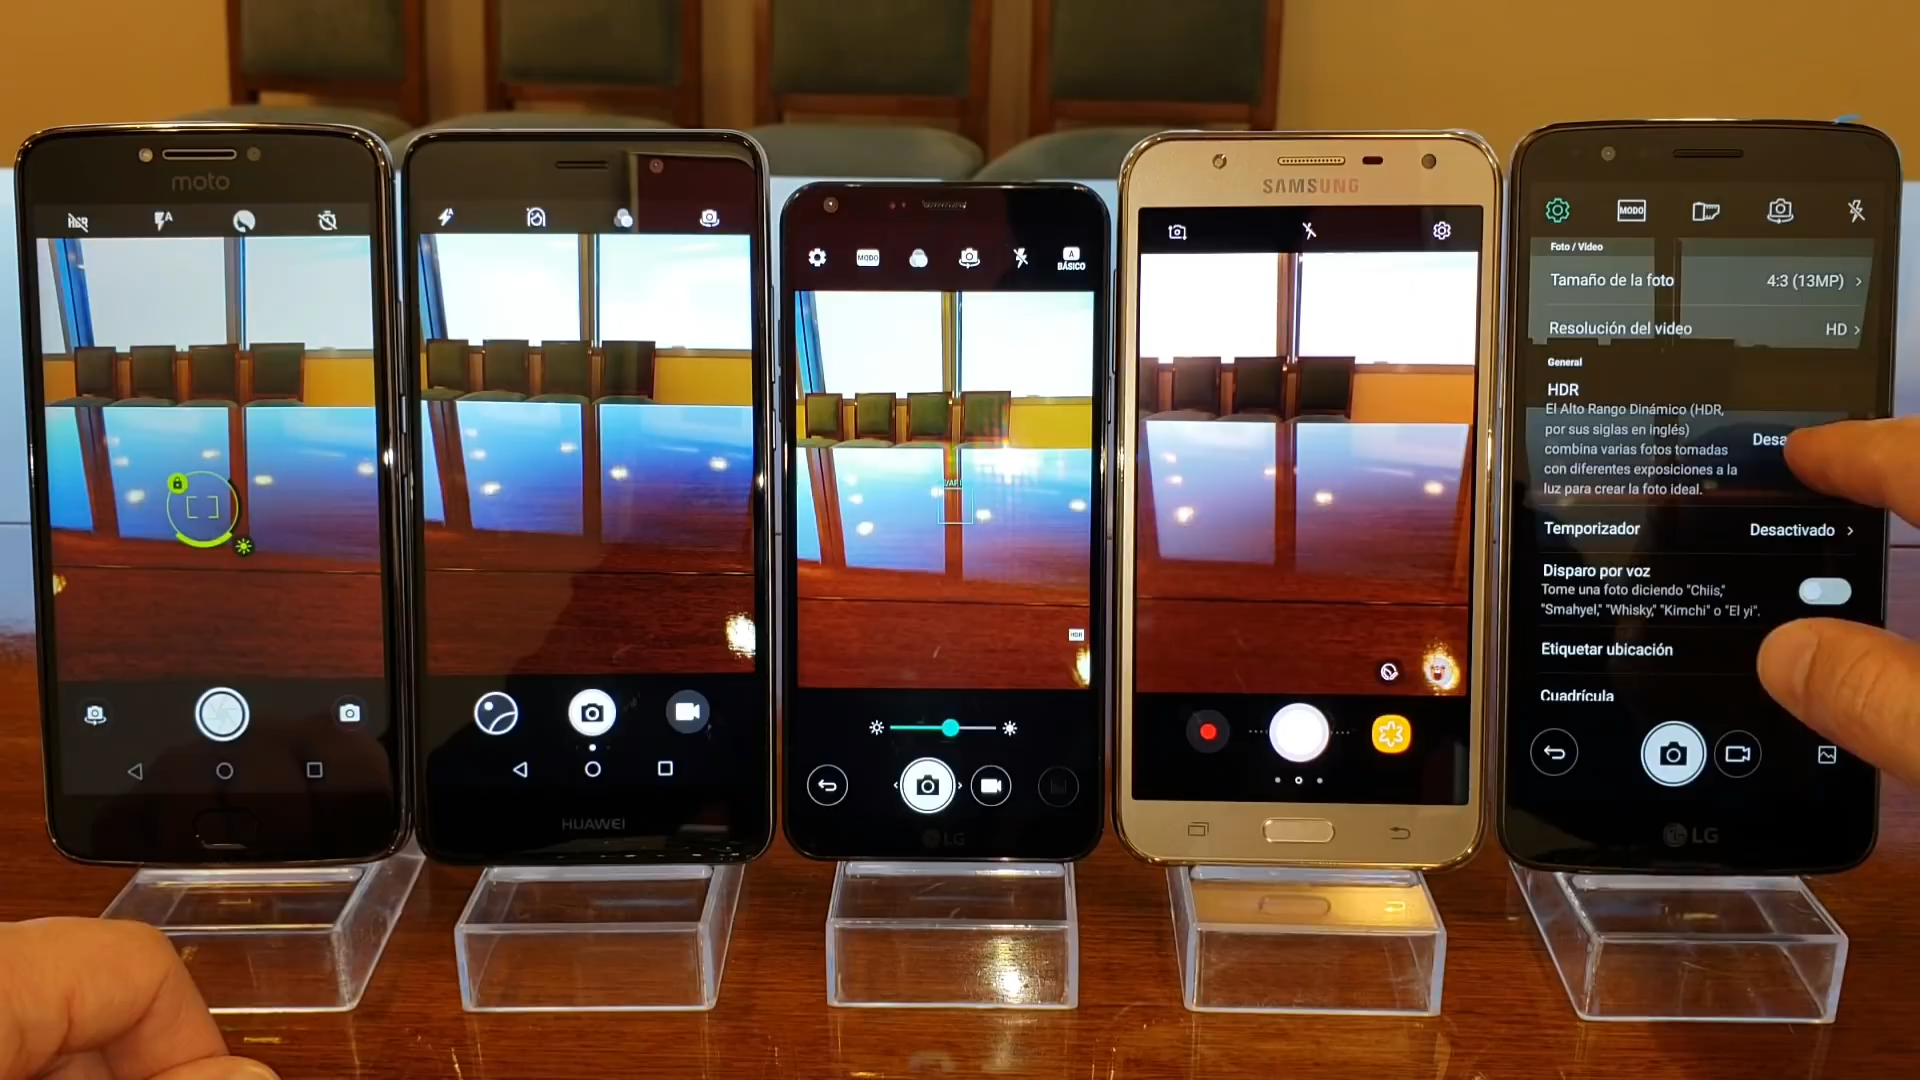 moto
HDR
A
HUAWEI
MODO
A
BÁSICO
HDR
LG
SAMSUNG
MODO
Foto / Video
Tamaño de la foto 4:3 (13MP)
Resolución del video HD
General
HDR
El Alto Rango Dinámico (HDR,
por sus siglas en inglés)
combina varias fotos tomadas
con diferentes exposiciones a la
luz para crear la foto ideal.
Desa
Temporizador Desactivado
Disparo por voz
Tome una foto diciendo "Chiis,"
"Smahyel," "Whisky," "Kimchi" o "El yi".
Etiquetar ubicación
Cuadrícula
LG